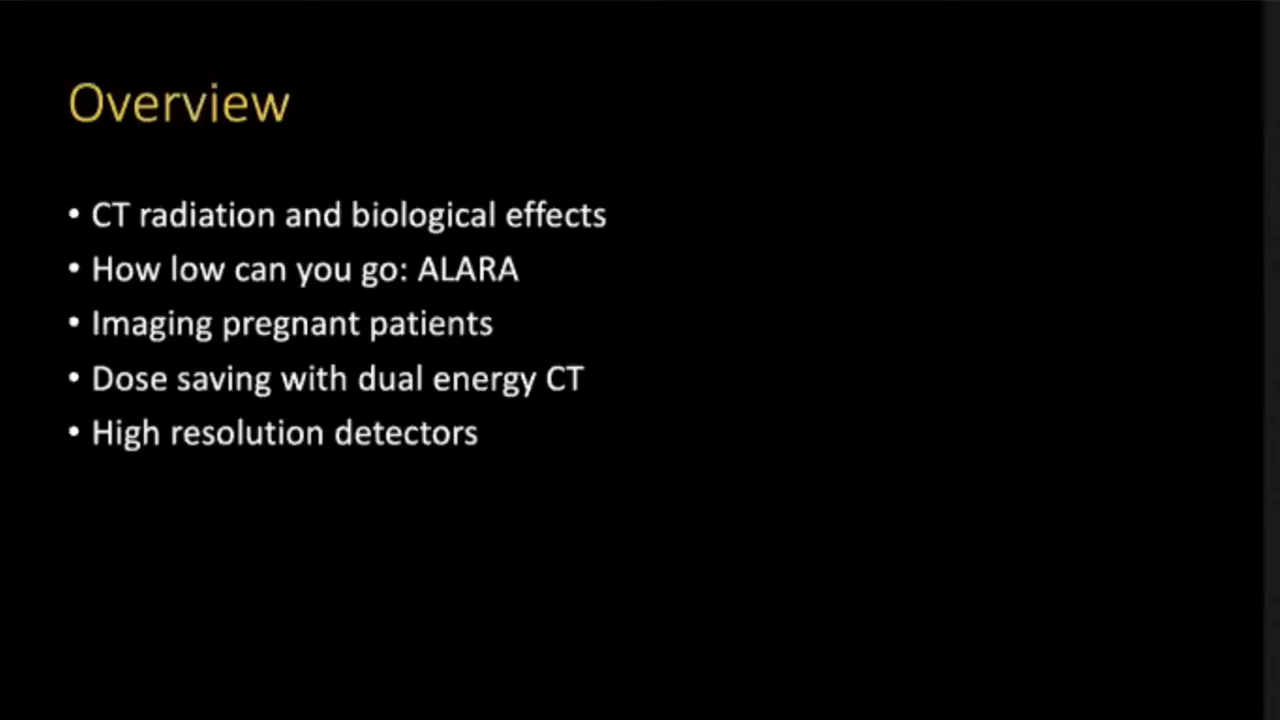 Overview
• CT radiation and biological effects
• How low can you go: ALARA
• Imaging pregnant patients
• Dose saving with dual energy CT
• High resolution detectors